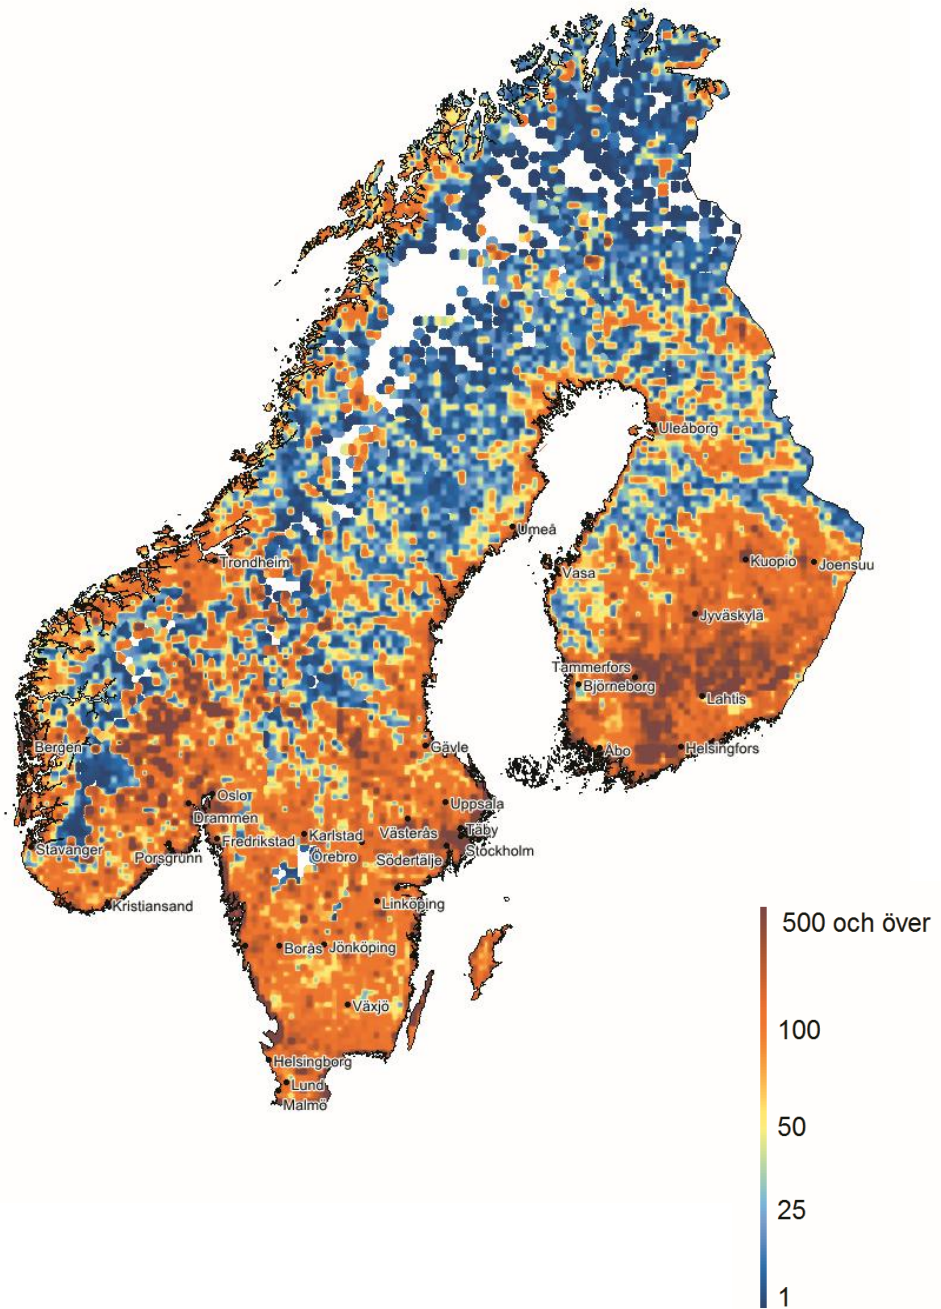 Uleåborg
Umeå
Trondheim
Vasa
Kuopio
Joensuu
Jyväskylä
Tammerfors
Björneborg
Lahtis
Bergen
Gävle
Åbo
Helsingfors
Oslo
Uppsala
Drammen
Västerås
Täby
Fredrikstad
Karlstad
Stavanger
Porsgrunn
Örebro
Södertälje
Stockholm
Kristiansand
Linköping
Borås
Jönköping
Växjö
Helsingborg
Lund
Malmö
500 och över
100
50
25
1